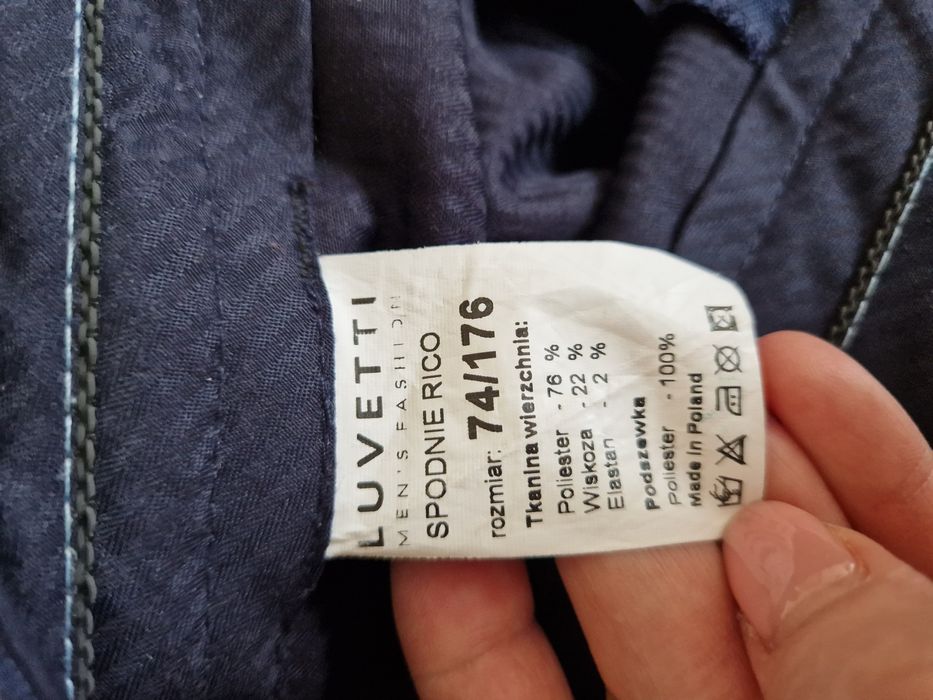 LUVETTI
MEN'S FASHION
SPODNIE RICO
rozmiar: 74/176
Tkanina wierzchnia:
Poliester - 76 %
Wiskoza - 22 %
Elastan - 2 %
Podszewka
Poliester - 100%
Made in Poland